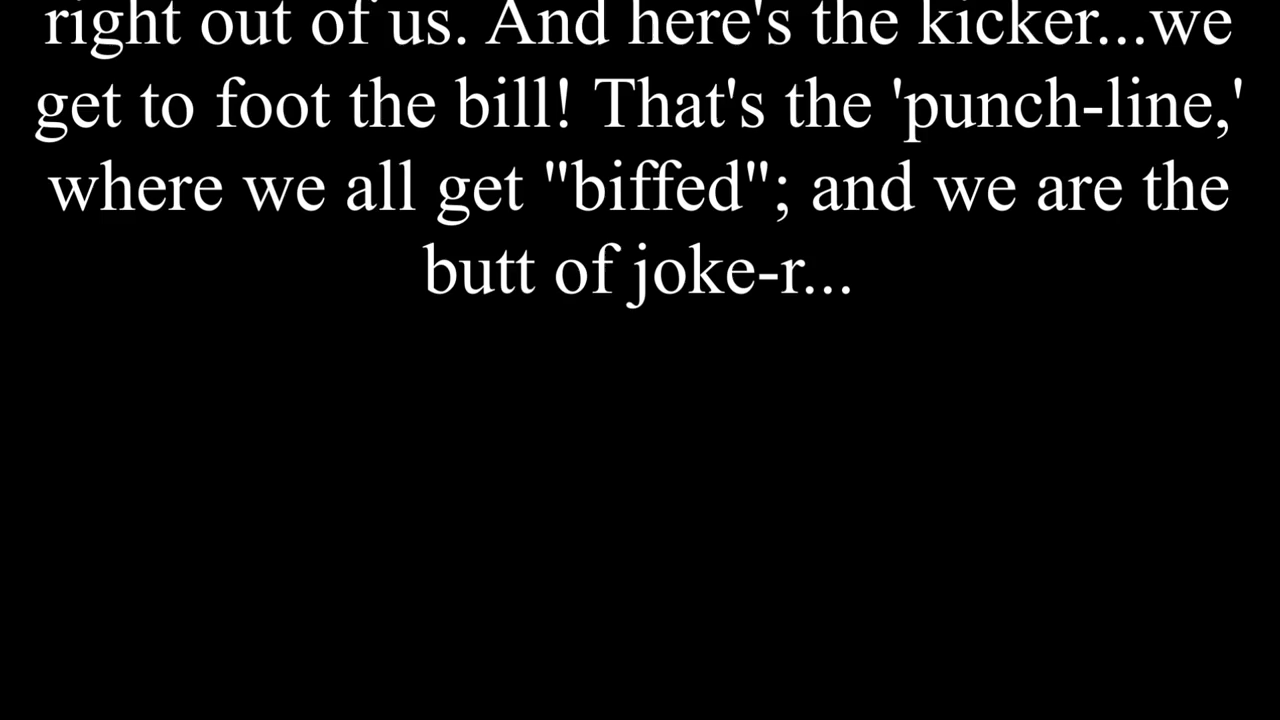 right out of us. And here's the kicker...we
get to foot the bill! That's the 'punch-line,'
where we all get "biffed"; and we are the
butt of joke-r...